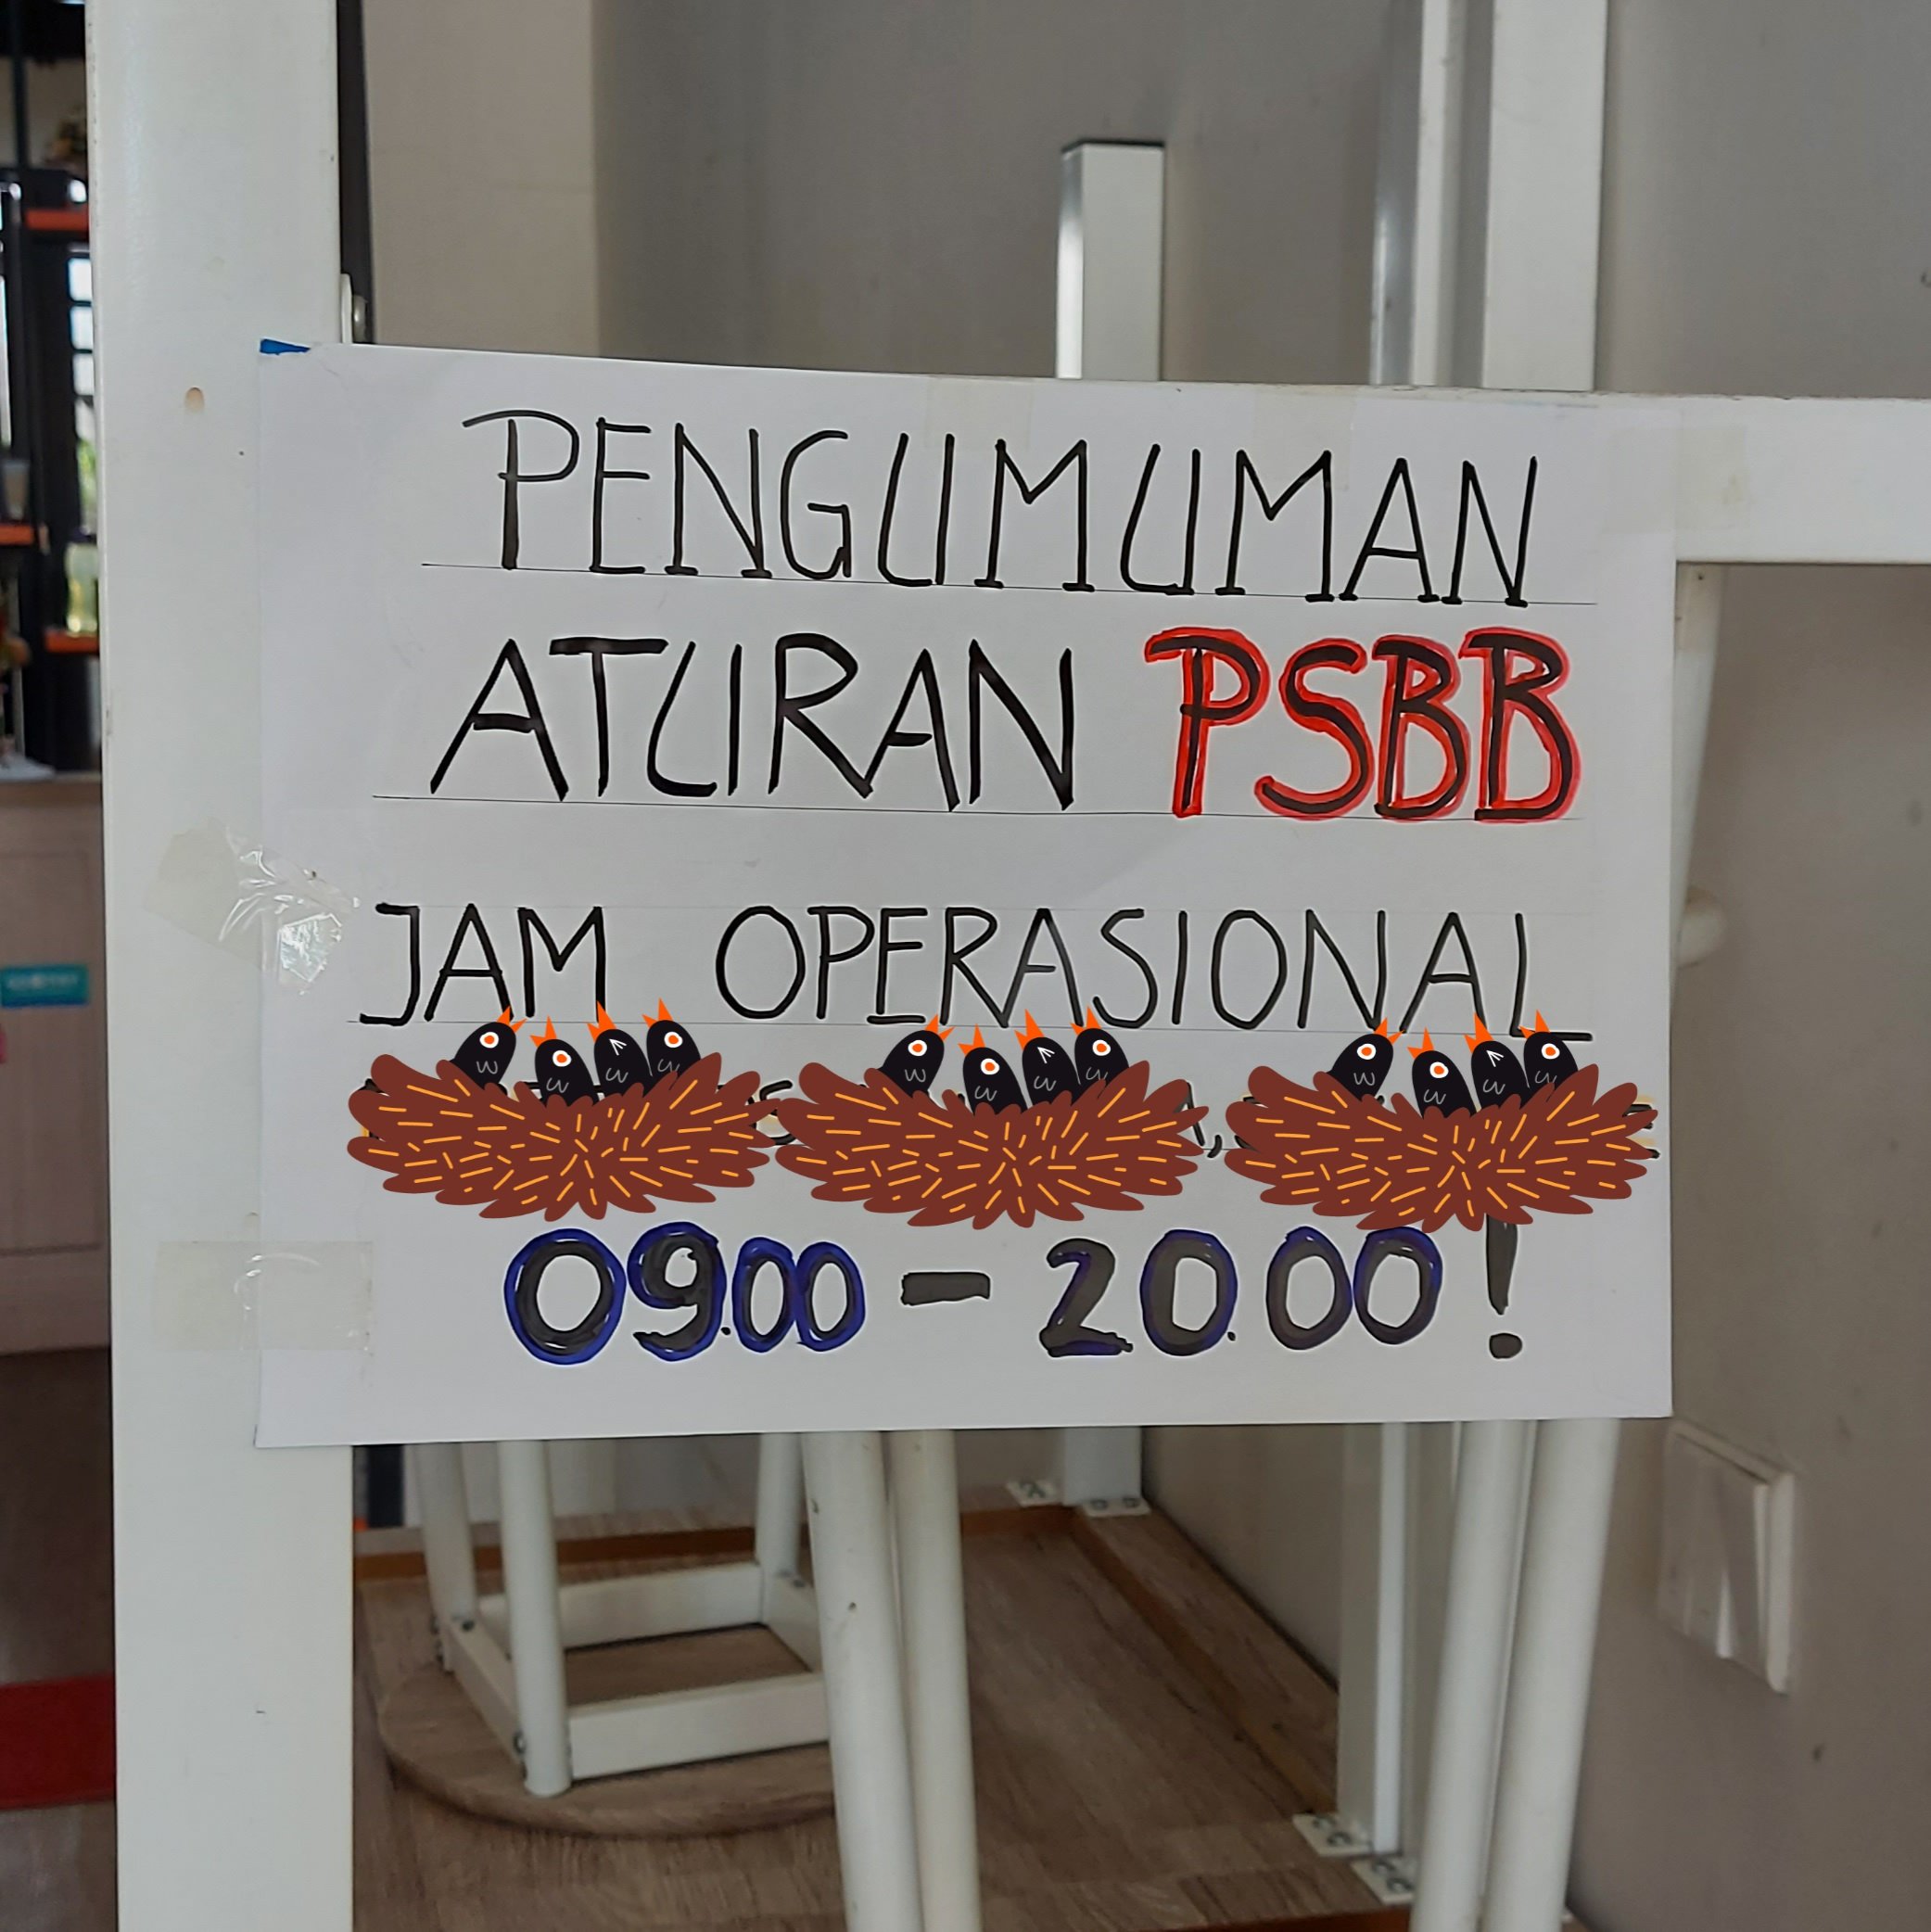 PENGUMUMAN
ATURAN PSBB
JAM OPERASIONAL
09.00 - 20.00!